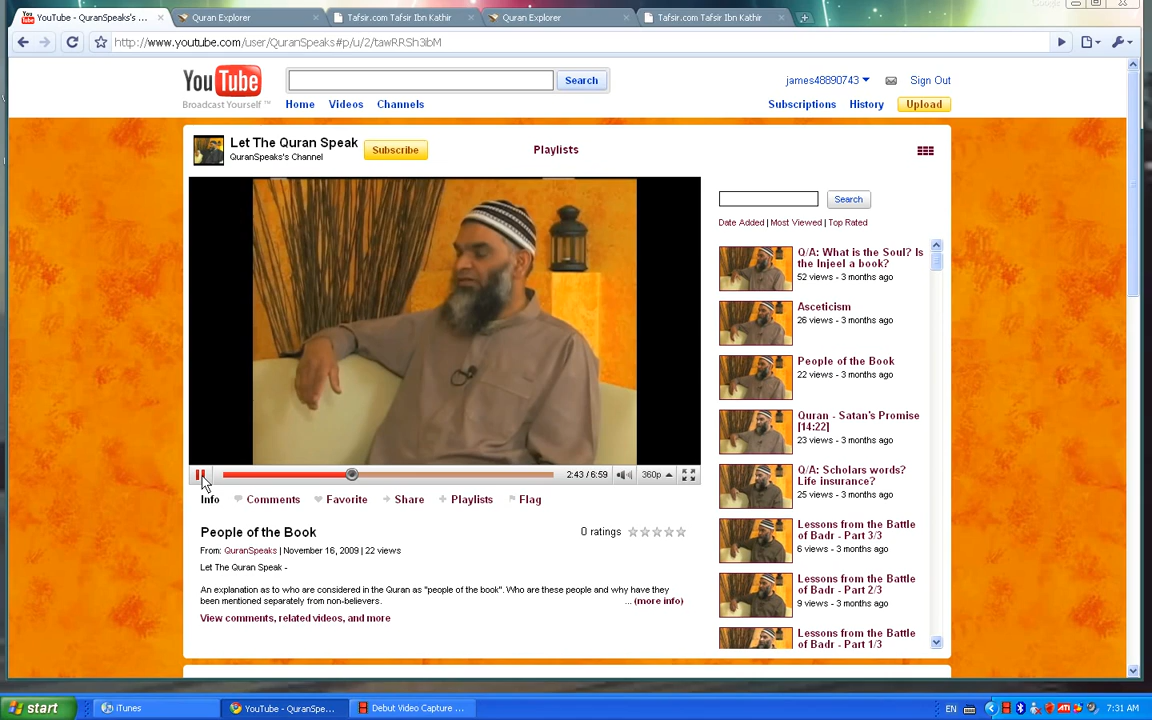 YouTube - QuranSpeaks's ...
Quran Explorer
Tafsir.com Tafsir Ibn Kathir
Quran Explorer
Tafsir.com Tafsir Ibn Kathir
http://www.youtube.com/user/QuranSpeaks#p/u/2/tawRRSh3ibM
YouTube
Broadcast Yourself ™
Search
james48890743
Sign Out
Home
Videos
Channels
Subscriptions
History
Upload
Let The Quran Speak
QuranSpeaks's Channel
Subscribe
Playlists
Search
Date Added | Most Viewed | Top Rated
Q/A: What is the Soul? Is
the Injeel a book?
52 views - 3 months ago
Asceticism
26 views - 3 months ago
People of the Book
22 views - 3 months ago
Quran - Satan's Promise
[14:22]
23 views - 3 months ago
Q/A: Scholars words?
Life insurance?
25 views - 3 months ago
Lessons from the Battle
of Badr - Part 3/3
6 views - 3 months ago
Lessons from the Battle
of Badr - Part 2/3
9 views - 3 months ago
Lessons from the Battle
of Badr - Part 1/3
2:43 / 6:59
360p
Info
Comments
Favorite
Share
Playlists
Flag
People of the Book
0 ratings
From: QuranSpeaks | November 16, 2009 | 22 views
Let The Quran Speak -
An explanation as to who are considered in the Quran as "people of the book". Who are these people and why have they
been mentioned separately from non-believers.
... (more info)
View comments, related videos, and more
start
iTunes
YouTube - QuranSpe...
Debut Video Capture ...
EN
ATI
7:31 AM